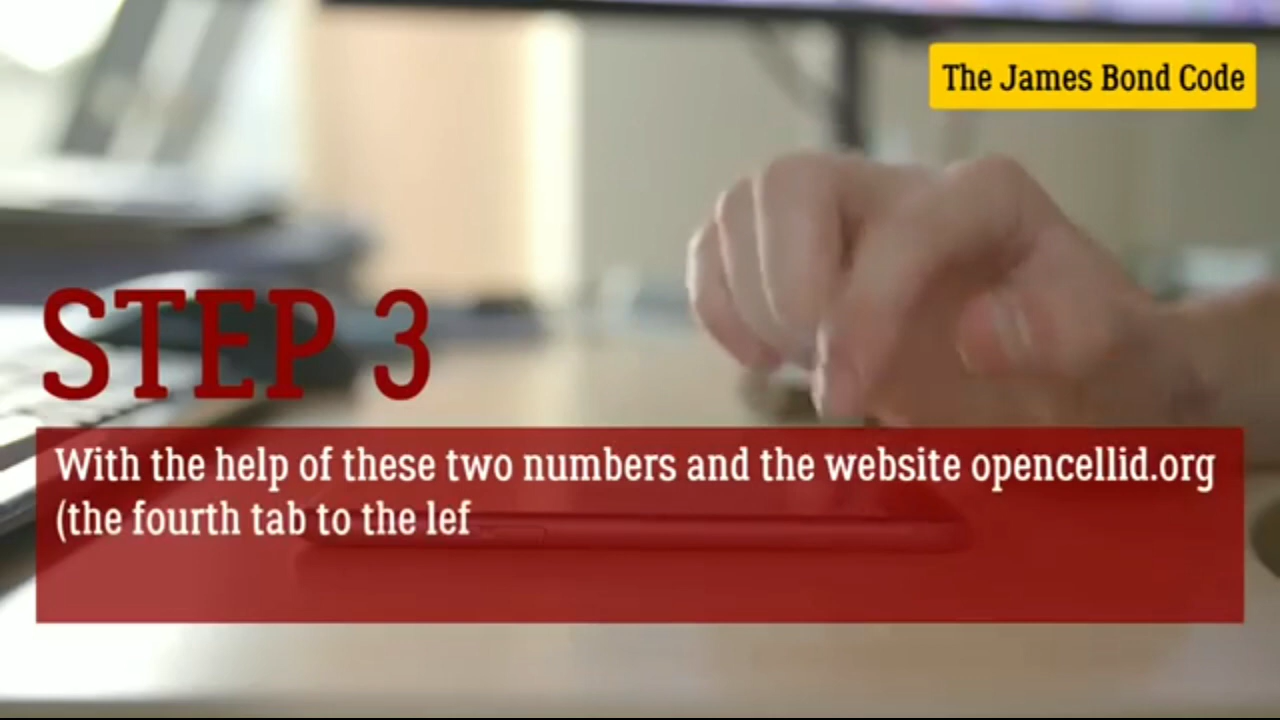 The James Bond Code
STEP 3
With the help of these two numbers and the website opencellid.org
(the fourth tab to the lef